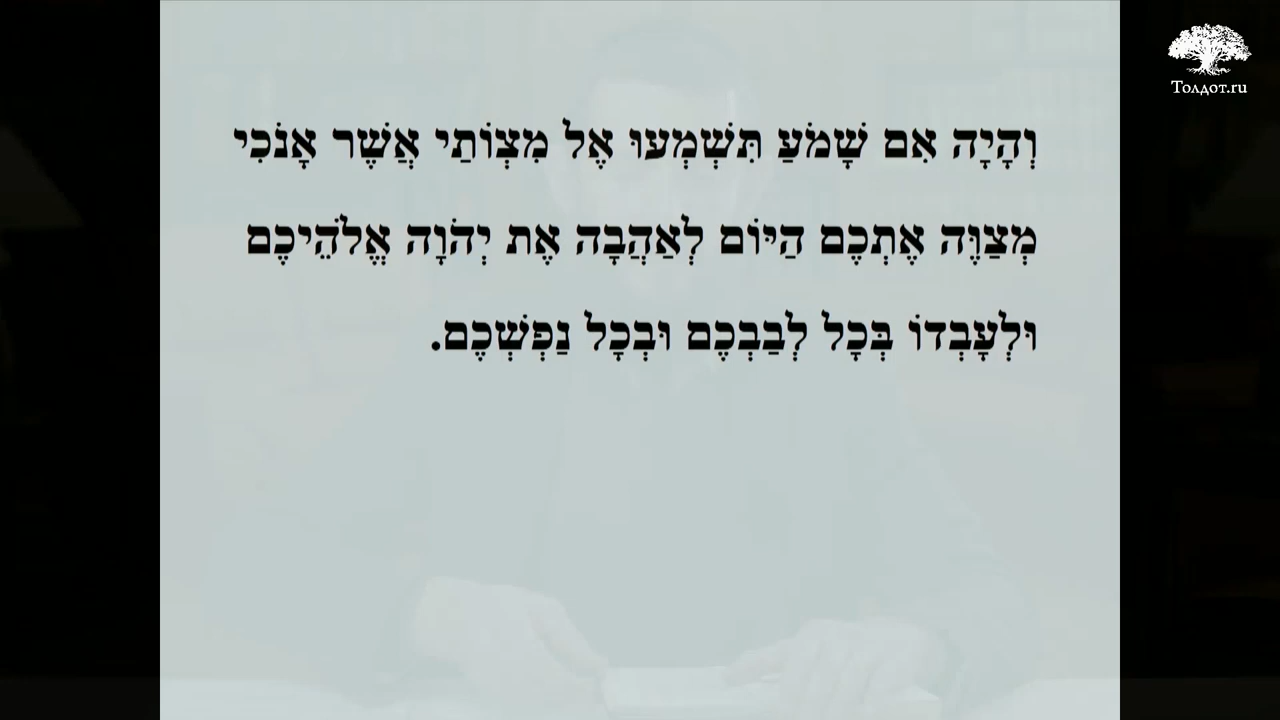 Толдот.ru
וְהָיָה אִם שָׁמֹעַ תִּשְׁמְעוּ אֶל מִצְוֹתַי אֲשֶׁר אָנֹכִי
מְצַוֶּה אֶתְכֶם הַיּוֹם לְאַהֲבָה אֶת יְהֹוָה אֱלֹהֵיכֶם
וּלְעָבְדוֹ בְּכָל לְבַבְכֶם וּבְכָל נַפְשְׁכֶם.